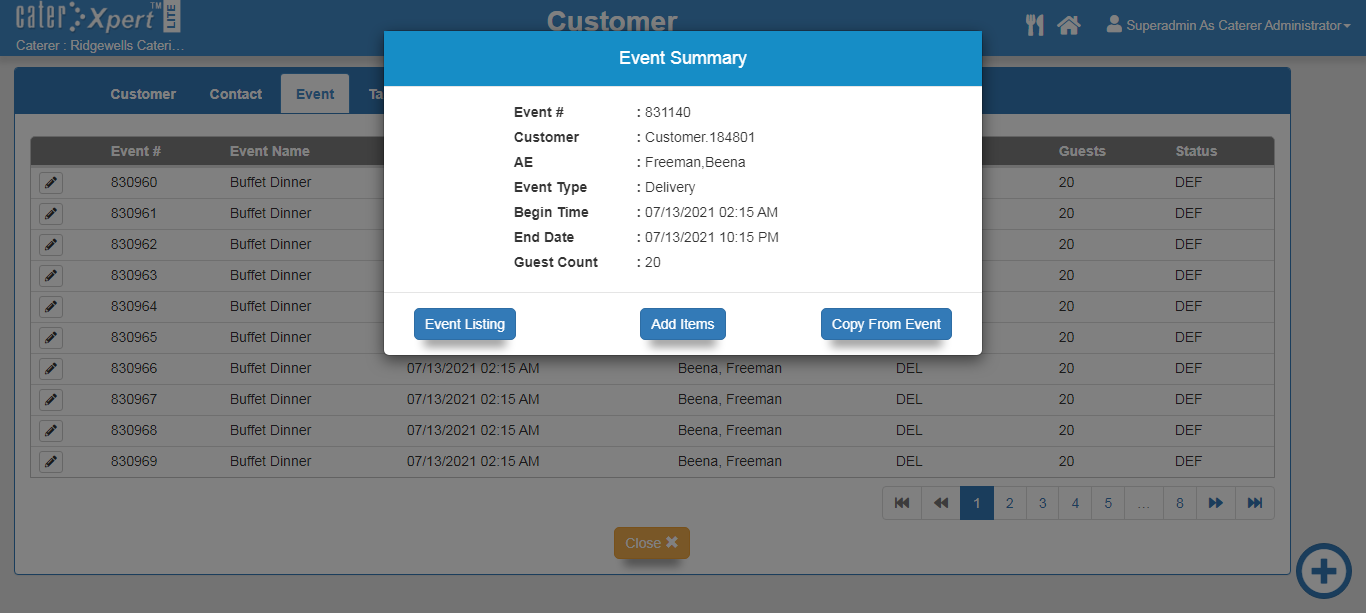 cater Xpert™ LITE
Customer
Superadmin As Caterer Administrator
Caterer : Ridgewells Cateri...
Event Summary
Customer Contact Event Ta
Event # : 831140
Customer : Customer.184801
AE : Freeman,Beena
Event Type : Delivery
Begin Time : 07/13/2021 02:15 AM
End Date : 07/13/2021 10:15 PM
Guest Count : 20
Event Listing Add Items Copy From Event
Event # Event Name Guests Status
830960 Buffet Dinner 20 DEF
830961 Buffet Dinner 20 DEF
830962 Buffet Dinner 20 DEF
830963 Buffet Dinner 20 DEF
830964 Buffet Dinner 20 DEF
830965 Buffet Dinner 20 DEF
830966 Buffet Dinner 07/13/2021 02:15 AM Beena, Freeman DEL 20 DEF
830967 Buffet Dinner 07/13/2021 02:15 AM Beena, Freeman DEL 20 DEF
830968 Buffet Dinner 07/13/2021 02:15 AM Beena, Freeman DEL 20 DEF
830969 Buffet Dinner 07/13/2021 02:15 AM Beena, Freeman DEL 20 DEF
1 2 3 4 5 ... 8
Close